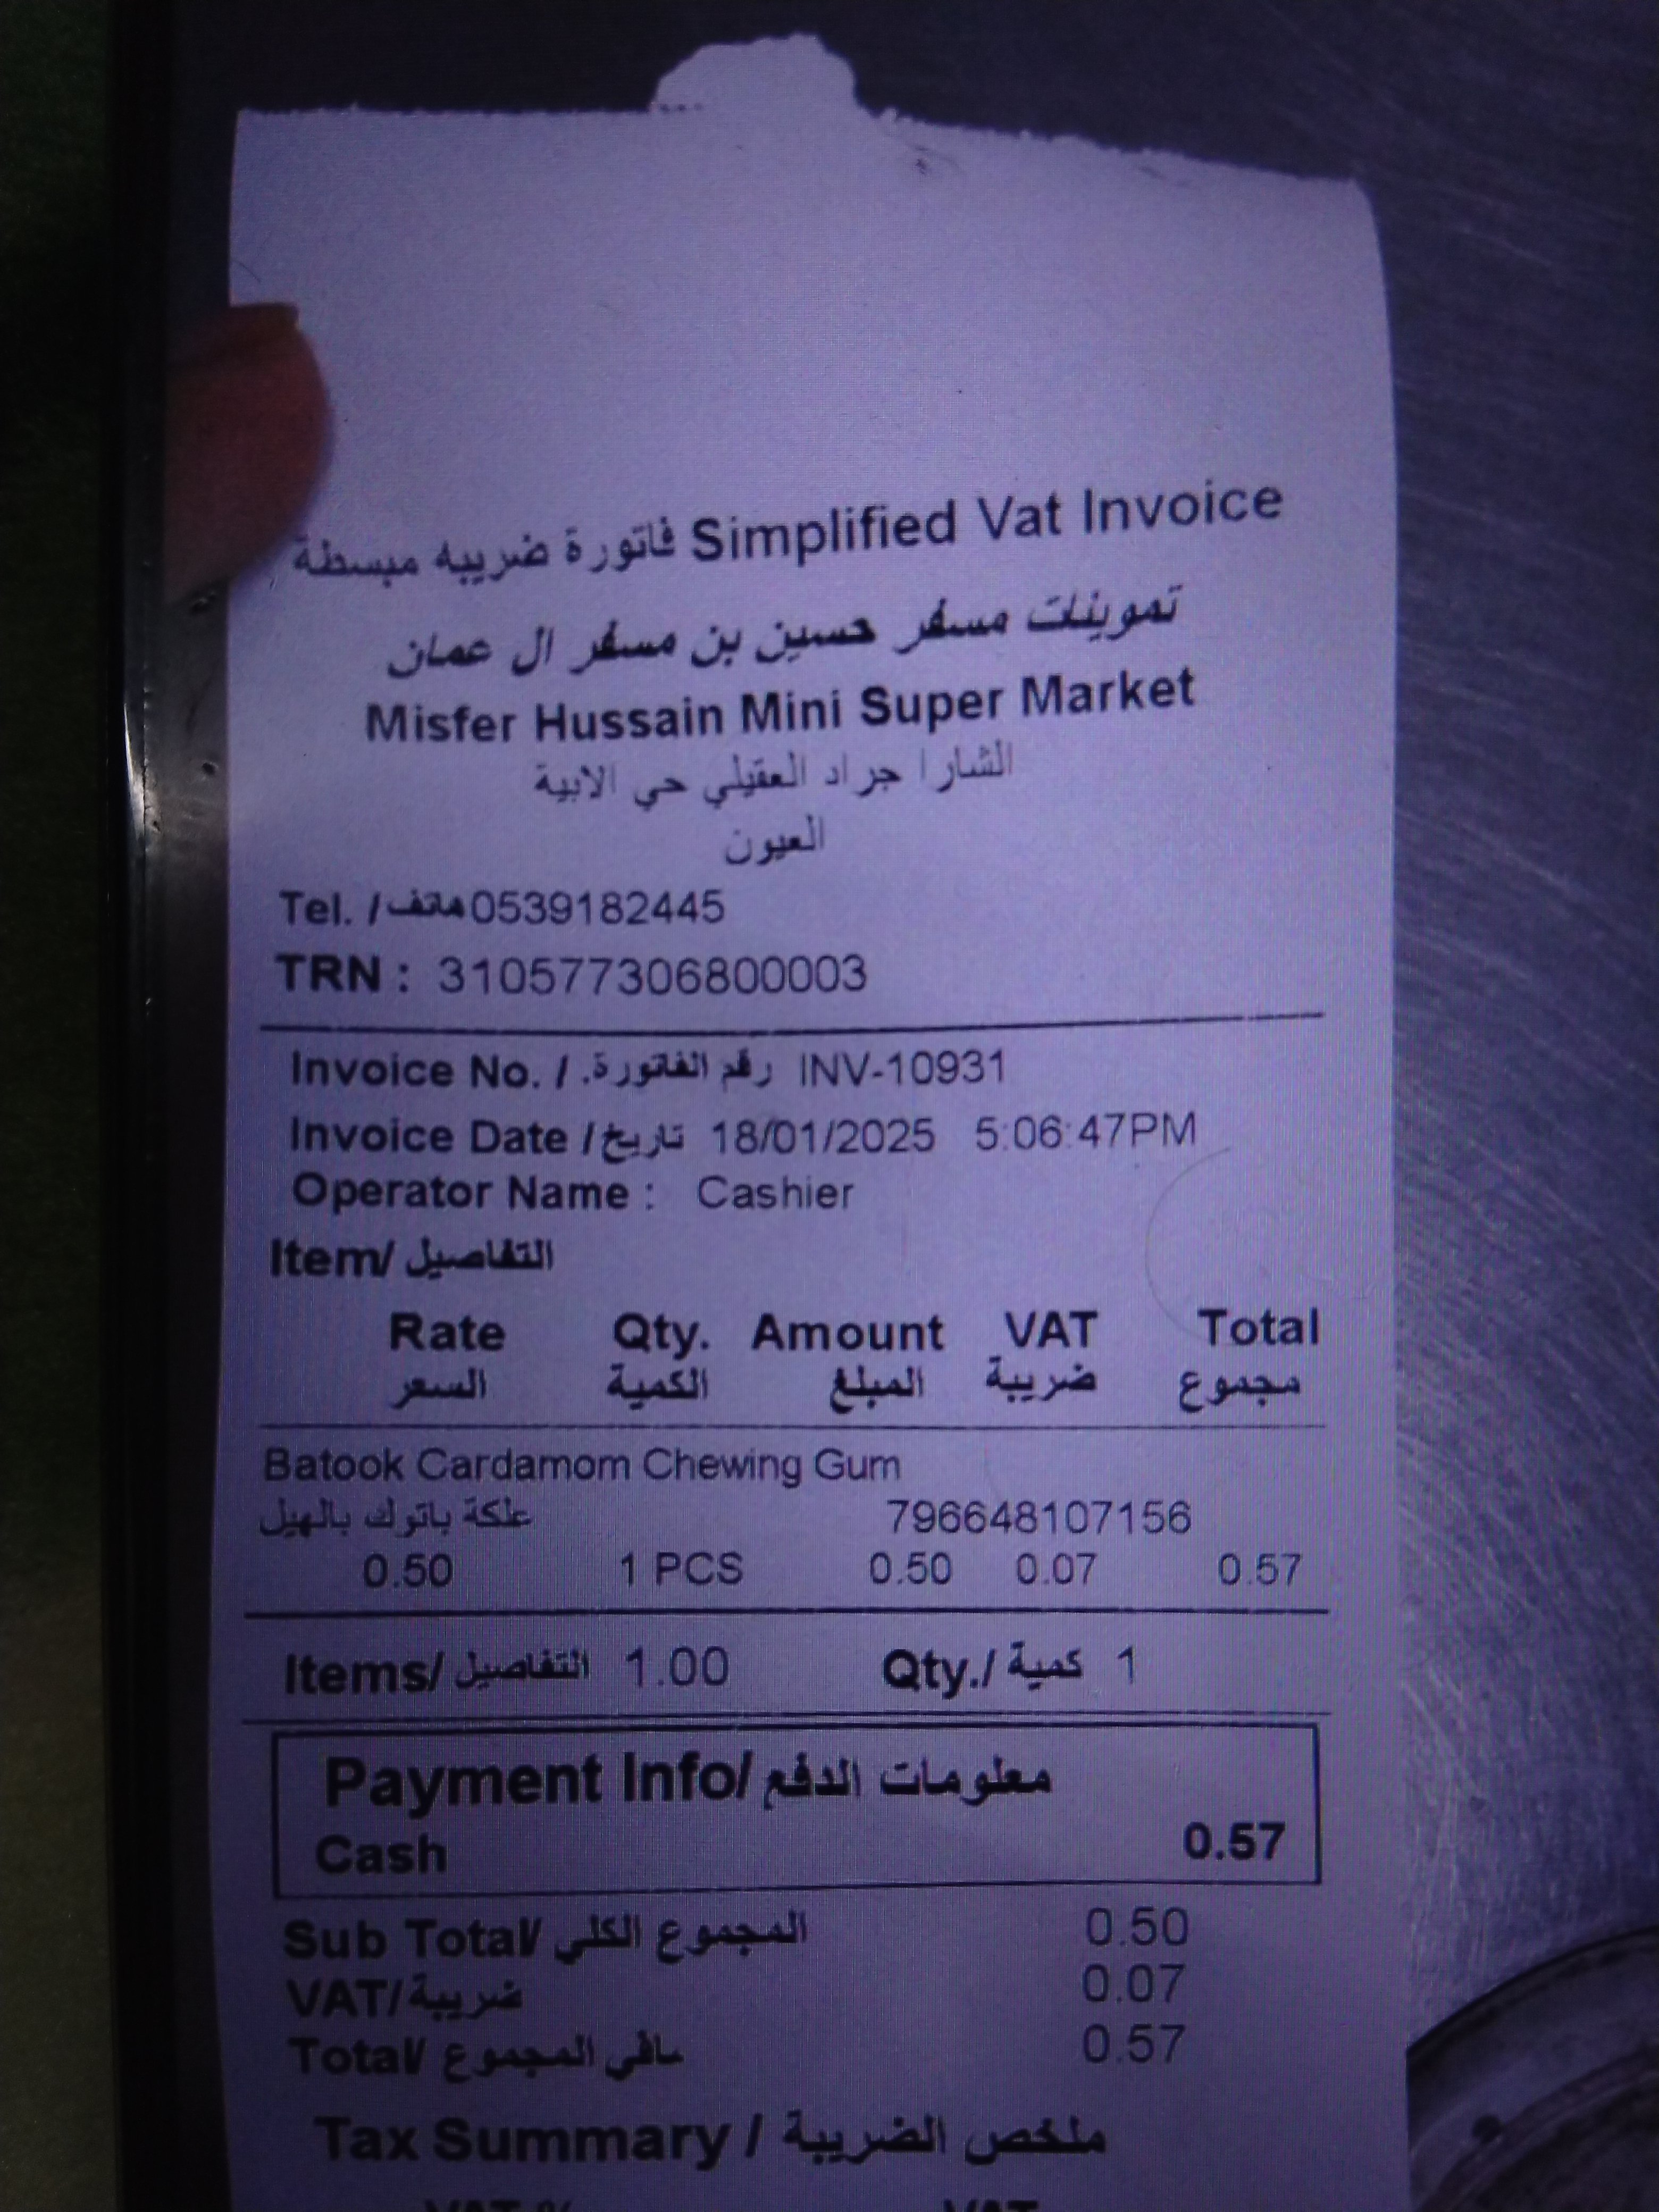 فاتورة ضريبه مبسطة Simplified Vat Invoice
تموينات مسفر حسين بن مسفر ال عمان
Misfer Hussain Mini Super Market
الشارا جراد العقيلي حي الابية
العيون
Tel. / هاتف 0539182445
TRN : 310577306800003
Invoice No. / رقم الفاتورة. INV-10931
Invoice Date / تاريخ 18/01/2025 5:06:47PM
Operator Name : Cashier
Item/ التفاصيل
Rate Qty. Amount VAT Total
السعر الكمية المبلغ ضريبة مجموع
Batook Cardamom Chewing Gum
علكة باتوك بالهيل 796648107156
0.50 1 PCS 0.50 0.07 0.57
Items/ التفاصيل 1.00 Qty./ كمية 1
Payment Info/ معلومات الدفع
Cash 0.57
Sub Total/ المجموع الكلي 0.50
VAT/ ضريبة 0.07
Total/ صافي المجموع 0.57
Tax Summary / ملخص الضريبة
VAT % VAT